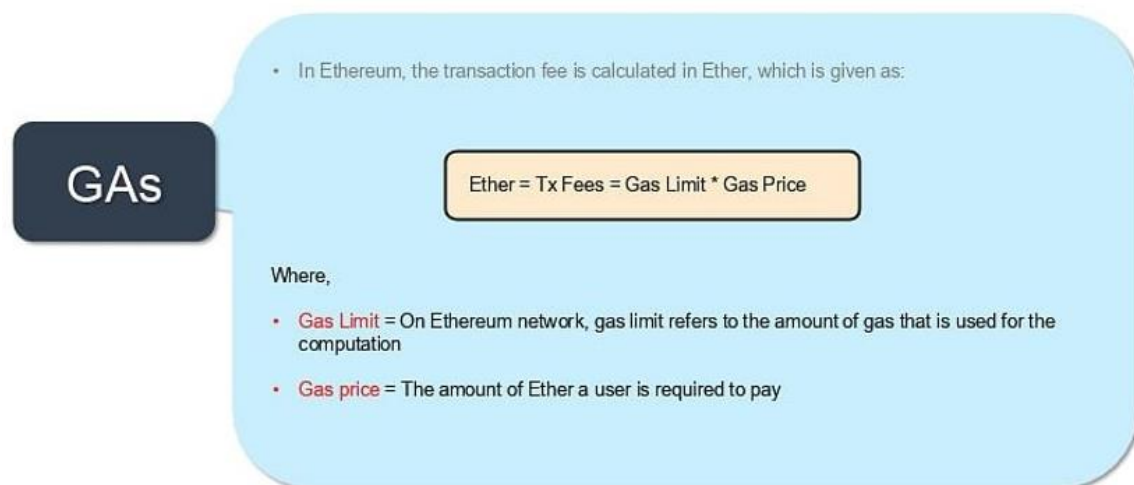 GAs
• In Ethereum, the transaction fee is calculated in Ether, which is given as:
Ether = Tx Fees = Gas Limit * Gas Price
Where,
• Gas Limit = On Ethereum network, gas limit refers to the amount of gas that is used for the
computation
• Gas price = The amount of Ether a user is required to pay